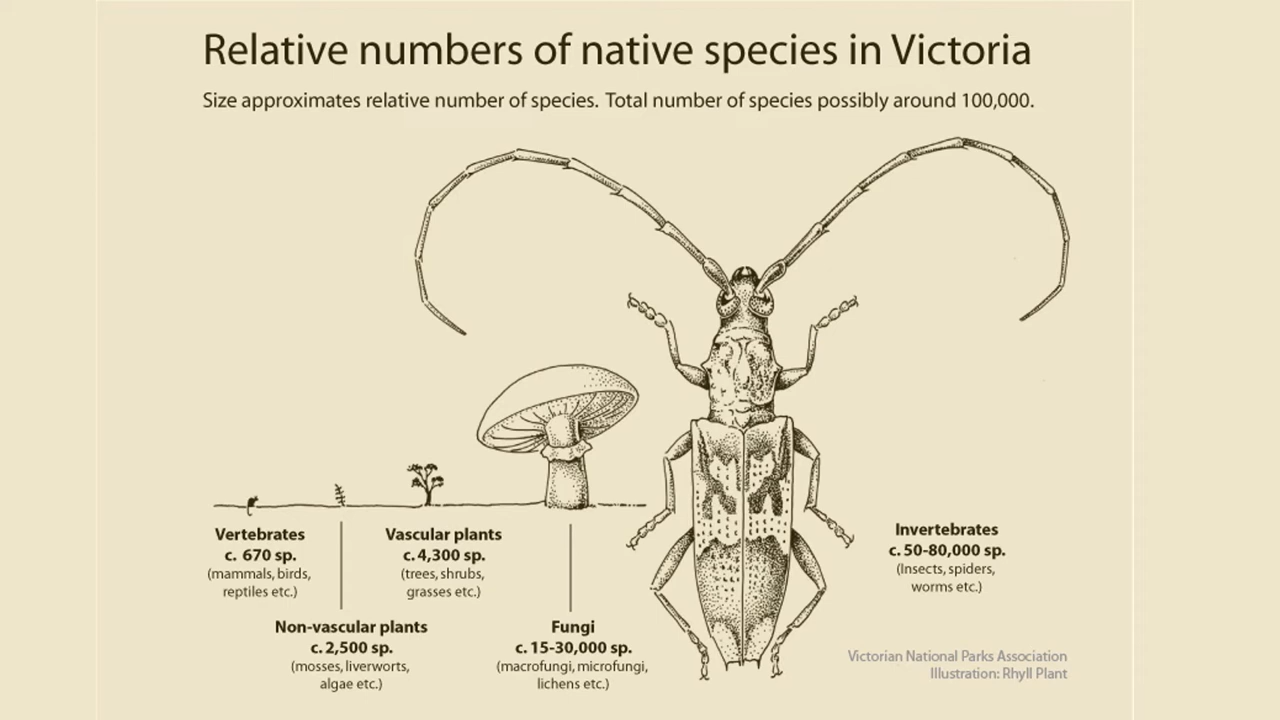 Relative numbers of native species in Victoria
Size approximates relative number of species. Total number of species possibly around 100,000.
Vertebrates
c. 670 sp.
(mammals, birds,
reptiles etc.)
Non-vascular plants
c. 2,500 sp.
(mosses, liverworts,
algae etc.)
Vascular plants
c. 4,300 sp.
(trees, shrubs,
grasses etc.)
Fungi
c. 15-30,000 sp.
(macrofungi, microfungi,
lichens etc.)
Invertebrates
c. 50-80,000 sp.
(Insects, spiders,
worms etc.)
Victorian National Parks Association
Illustration: Rhyll Plant